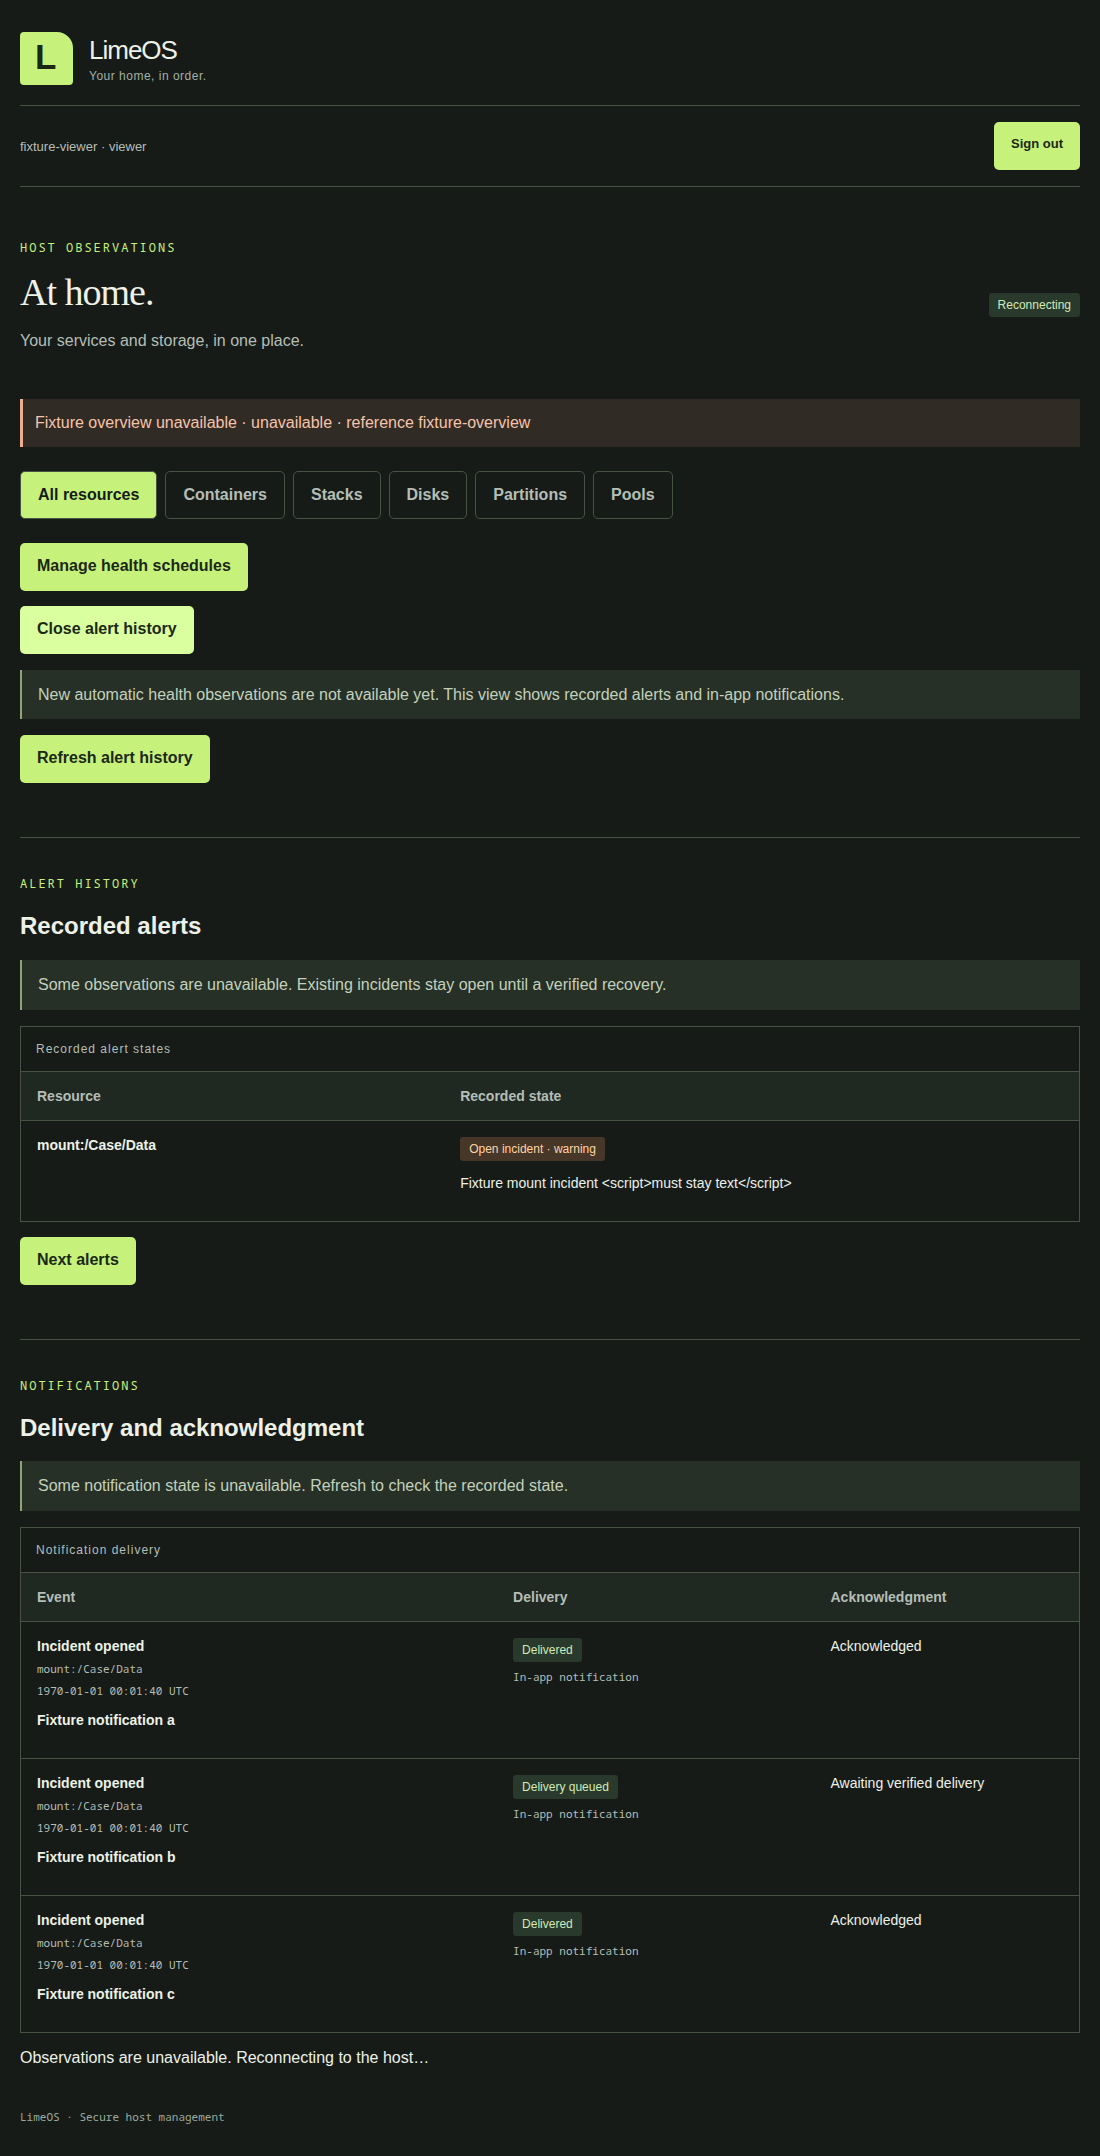 L
LimeOS
Your home, in order.
fixture-viewer · viewer
Sign out
HOST OBSERVATIONS
At home.
Reconnecting
Your services and storage, in one place.
Fixture overview unavailable · unavailable · reference fixture-overview
All resources
Containers
Stacks
Disks
Partitions
Pools
Manage health schedules
Close alert history
New automatic health observations are not available yet. This view shows recorded alerts and in-app notifications.
Refresh alert history
ALERT HISTORY
Recorded alerts
Some observations are unavailable. Existing incidents stay open until a verified recovery.
Recorded alert states
Resource
Recorded state
mount:/Case/Data
Open incident · warning
Fixture mount incident <script>must stay text</script>
Next alerts
NOTIFICATIONS
Delivery and acknowledgment
Some notification state is unavailable. Refresh to check the recorded state.
Notification delivery
Event
Delivery
Acknowledgment
Incident opened
mount:/Case/Data
1970-01-01 00:01:40 UTC
Fixture notification a
Delivered
In-app notification
Acknowledged
Incident opened
mount:/Case/Data
1970-01-01 00:01:40 UTC
Fixture notification b
Delivery queued
In-app notification
Awaiting verified delivery
Incident opened
mount:/Case/Data
1970-01-01 00:01:40 UTC
Fixture notification c
Delivered
In-app notification
Acknowledged
Observations are unavailable. Reconnecting to the host…
LimeOS · Secure host management